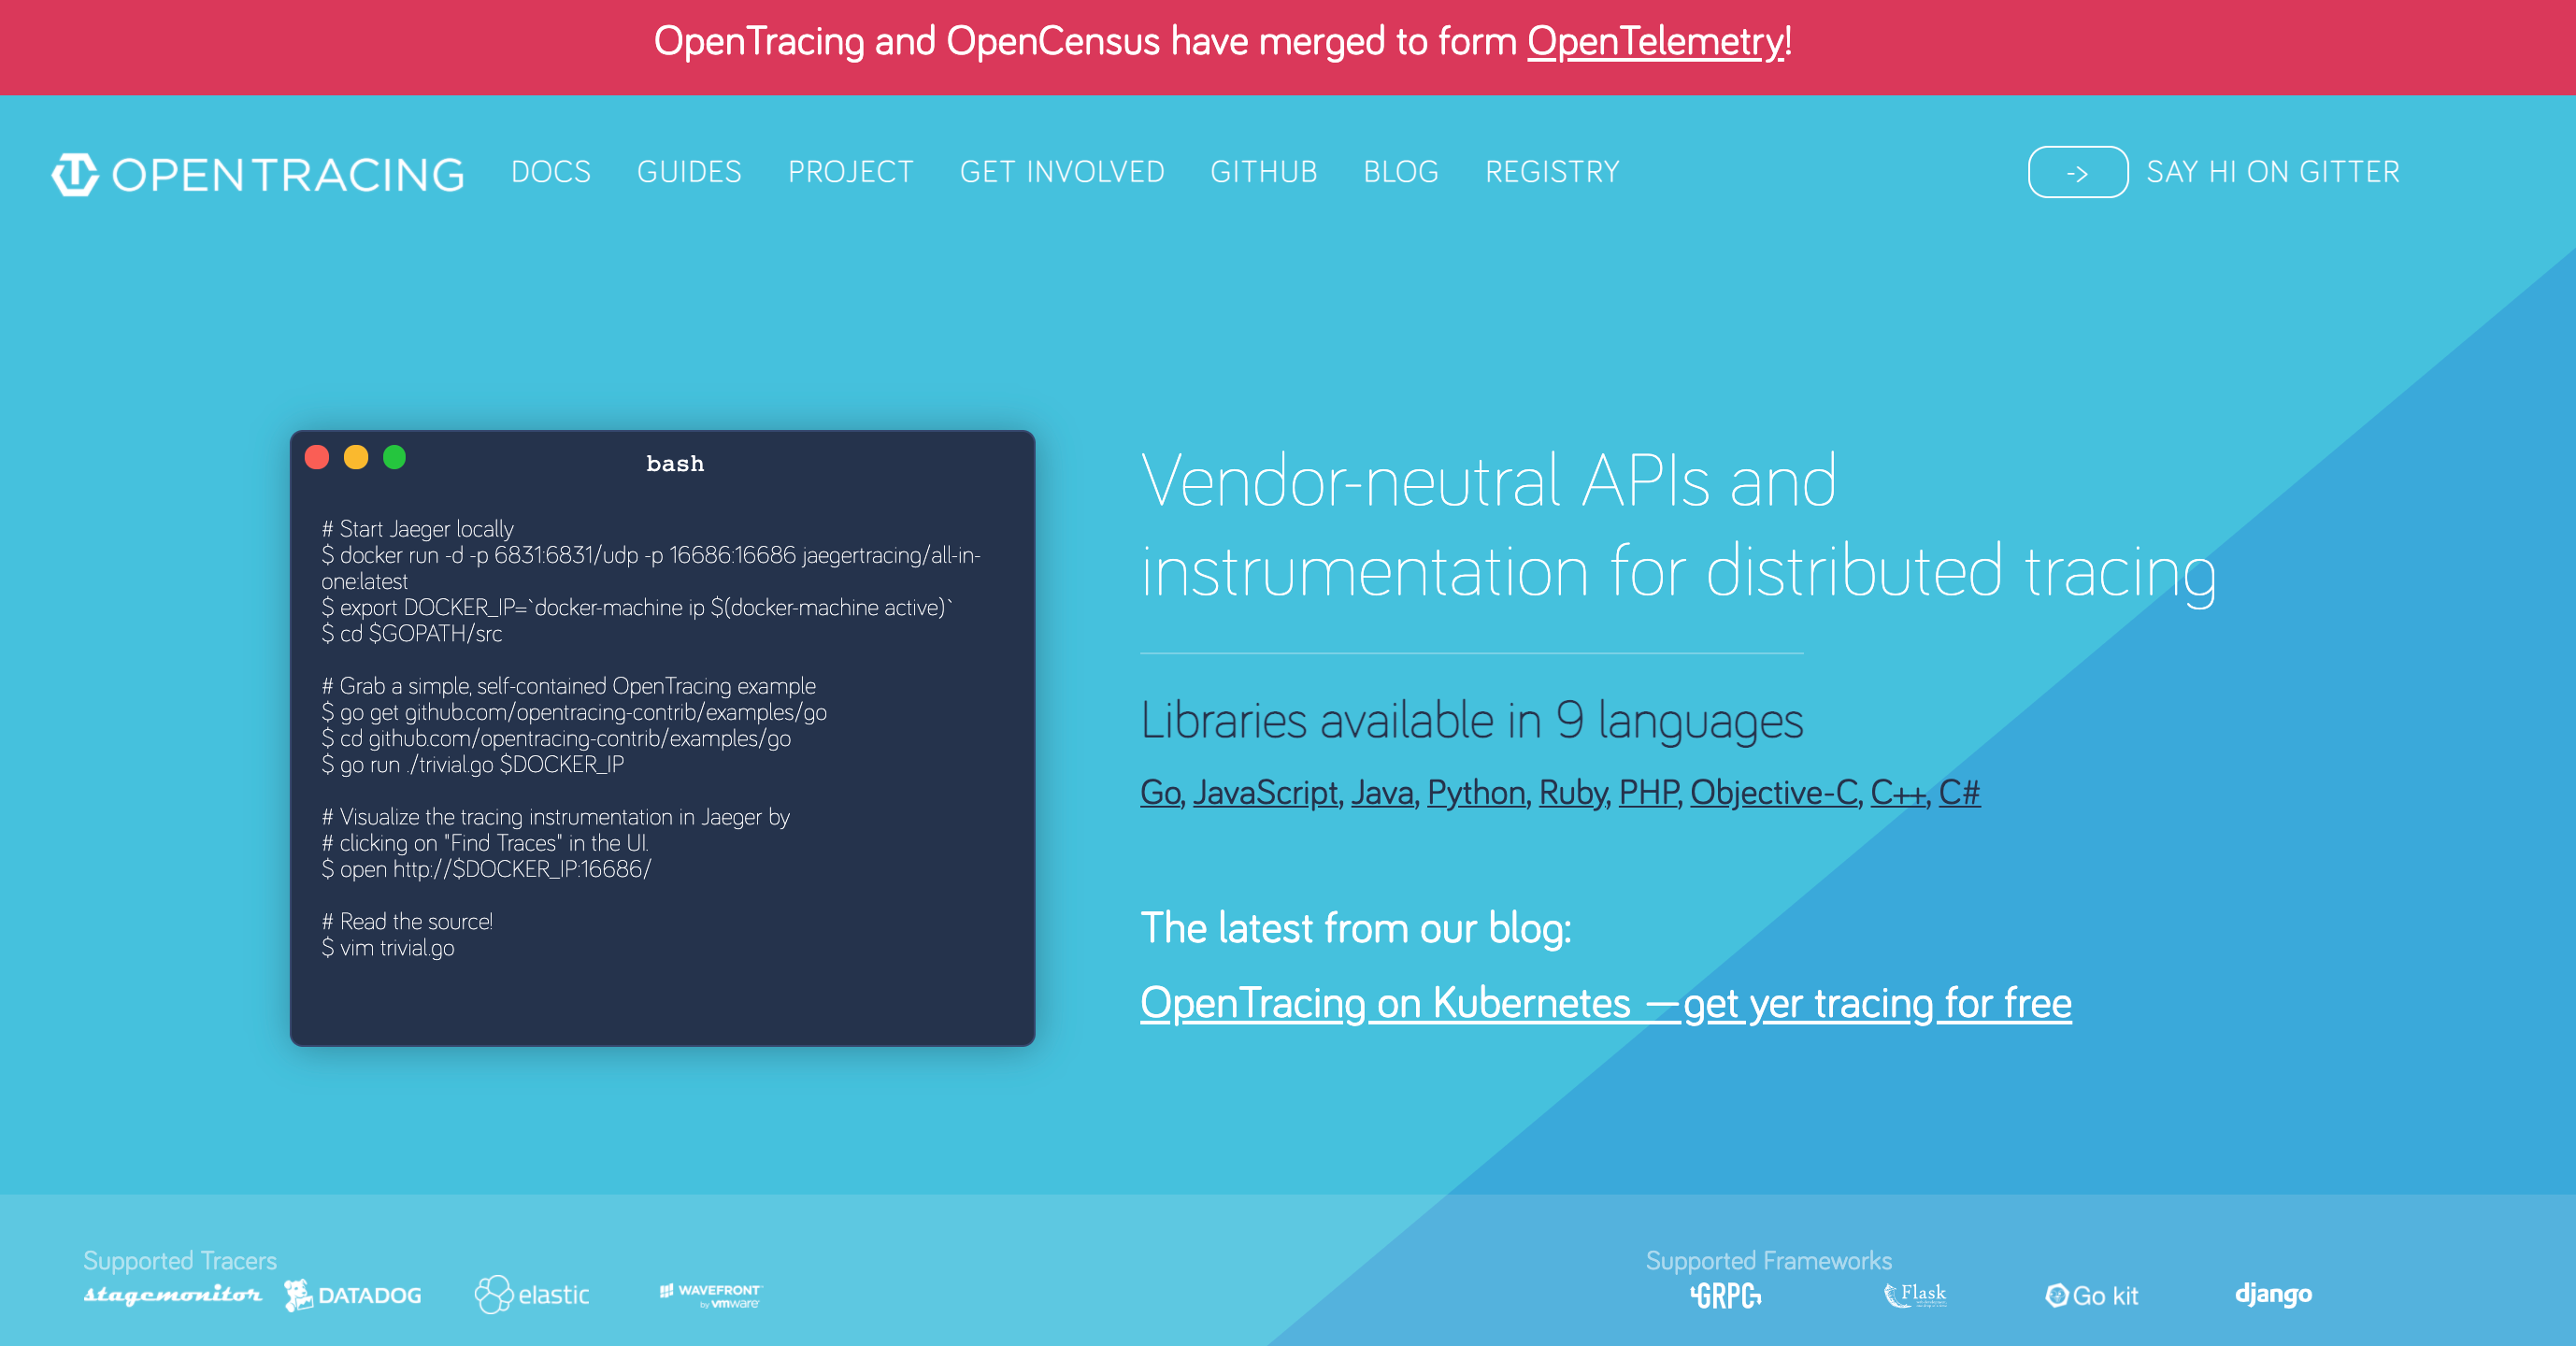 OpenTracing and OpenCensus have merged to form OpenTelemetry!
OPENTRACING DOCS GUIDES PROJECT GET INVOLVED GITHUB BLOG REGISTRY -> SAY HI ON GITTER
bash
# Start Jaeger locally
$ docker run -d -p 6831:6831/udp -p 16686:16686 jaegertracing/all-in-
one:latest
$ export DOCKER_IP=`docker-machine ip $(docker-machine active)`
$ cd $GOPATH/src
# Grab a simple, self-contained OpenTracing example
$ go get github.com/opentracing-contrib/examples/go
$ cd github.com/opentracing-contrib/examples/go
$ go run ./trivial.go $DOCKER_IP
# Visualize the tracing instrumentation in Jaeger by
# clicking on "Find Traces" in the UI.
$ open http://$DOCKER_IP:16686/
# Read the source!
$ vim trivial.go
Vendor-neutral APIs and
instrumentation for distributed tracing
Libraries available in 9 languages
Go, JavaScript, Java, Python, Ruby, PHP, Objective-C, C++, C#
The latest from our blog:
OpenTracing on Kubernetes — get yer tracing for free
Supported Tracers
stagemonitor DATADOG elastic WAVEFRONT
by vmware
Supported Frameworks
GRPC Flask Go kit django